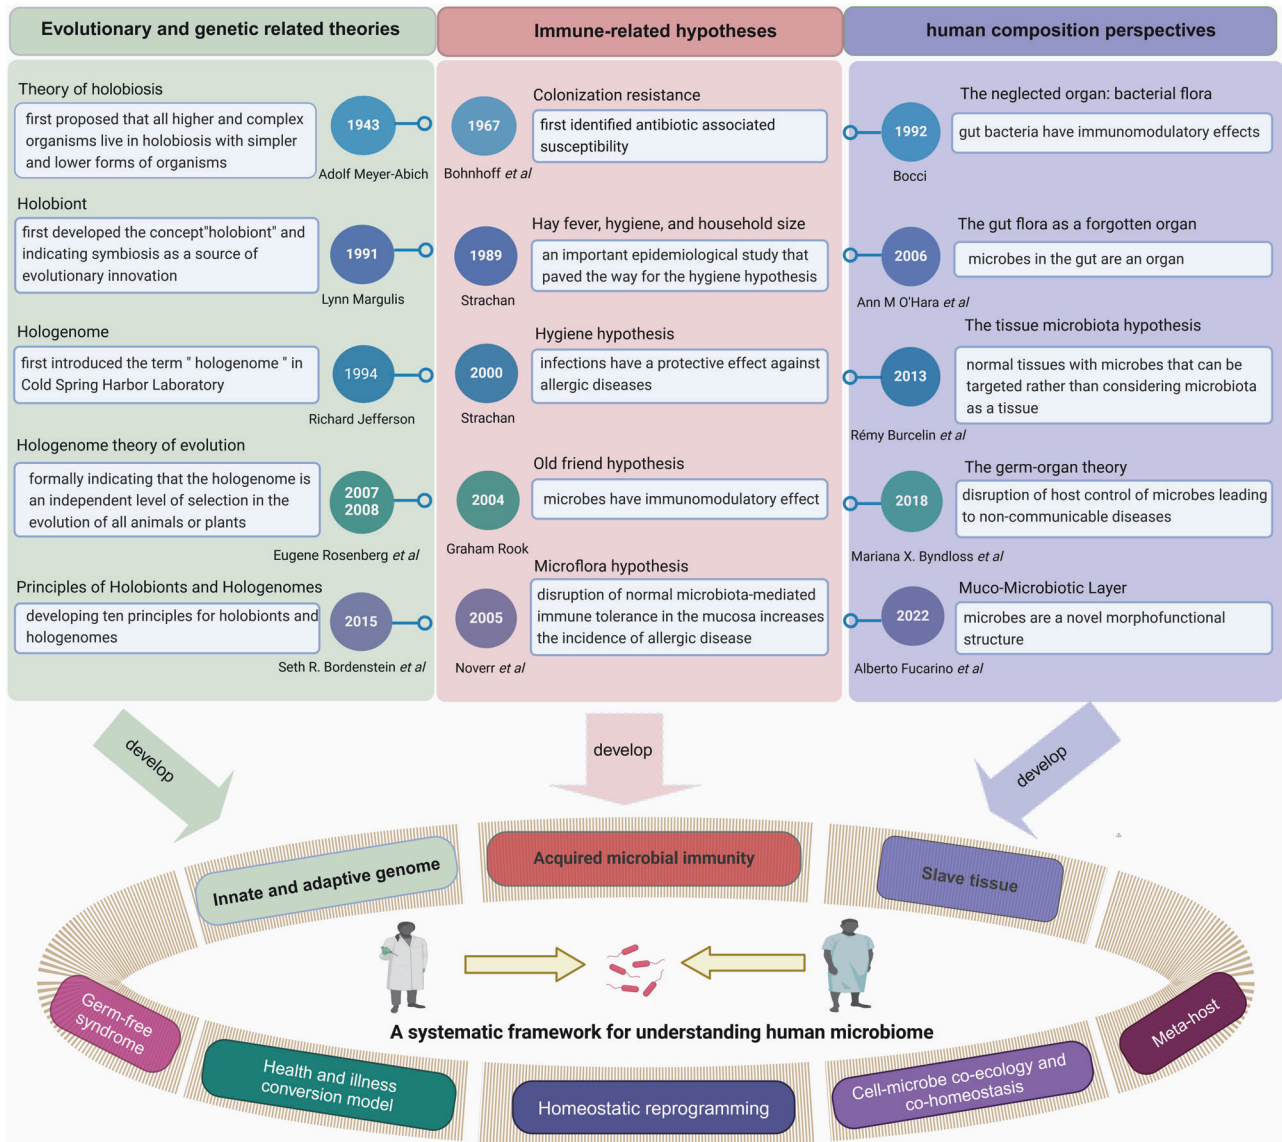 Evolutionary and genetic related theories
Immune-related hypotheses
human composition perspectives
Theory of holobiosis
first proposed that all higher and complex
organisms live in holobiosis with simpler
and lower forms of organisms
1943
Adolf Meyer-Abich
Holobiont
first developed the concept"holobiont" and
indicating symbiosis as a source of
evolutionary innovation
1991
Lynn Margulis
Hologenome
first introduced the term " hologenome " in
Cold Spring Harbor Laboratory
1994
Richard Jefferson
Hologenome theory of evolution
formally indicating that the hologenome is
an independent level of selection in the
evolution of all animals or plants
2007
2008
Eugene Rosenberg et al
Principles of Holobionts and Hologenomes
developing ten principles for holobionts and
hologenomes
2015
Seth R. Bordenstein et al
Colonization resistance
1967
first identified antibiotic associated
susceptibility
Bohnhoff et al
Hay fever, hygiene, and household size
1989
an important epidemiological study that
paved the way for the hygiene hypothesis
Strachan
Hygiene hypothesis
2000
infections have a protective effect against
allergic diseases
Strachan
Old friend hypothesis
2004
microbes have immunomodulatory effect
Graham Rook
Microflora hypothesis
2005
disruption of normal microbiota-mediated
immune tolerance in the mucosa increases
the incidence of allergic disease
Noverr et al
The neglected organ: bacterial flora
1992
gut bacteria have immunomodulatory effects
Bocci
The gut flora as a forgotten organ
2006
microbes in the gut are an organ
Ann M O'Hara et al
The tissue microbiota hypothesis
2013
normal tissues with microbes that can be
targeted rather than considering microbiota
as a tissue
Rémy Burcelin et al
The germ-organ theory
2018
disruption of host control of microbes leading
to non-communicable diseases
Mariana X. Byndloss et al
Muco-Microbiotic Layer
2022
microbes are a novel morphofunctional
structure
Alberto Fucarino et al
develop
develop
develop
Innate and adaptive genome
Acquired microbial immunity
Slave tissue
A systematic framework for understanding human microbiome
Germ-free
syndrome
Health and illness
conversion model
Homeostatic reprogramming
Cell-microbe co-ecology and
co-homeostasis
Meta-host